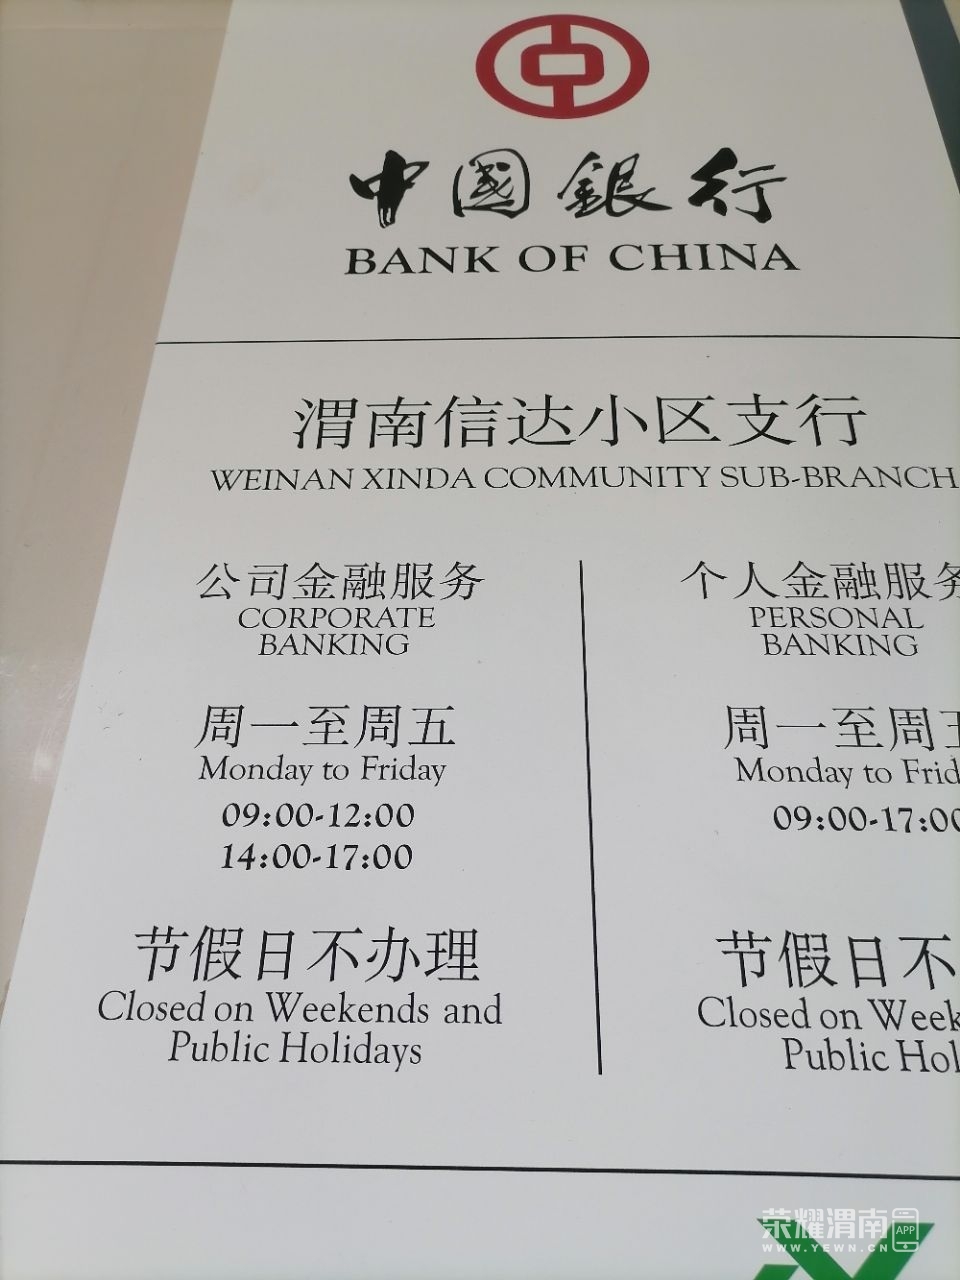 中國銀行
BANK OF CHINA
渭南信达小区支行
WEINAN XINDA COMMUNITY SUB-BRANCH
公司金融服务
CORPORATE
BANKING
周一至周五
Monday to Friday
09:00-12:00
14:00-17:00
节假日不办理
Closed on Weekends and
Public Holidays
个人金融服务
PERSONAL
BANKING
周一至周五
Monday to Frid
09:00-17:00
节假日不
Closed on Week
Public Hol
荣耀渭南 APP
WWW.YEWN.CN